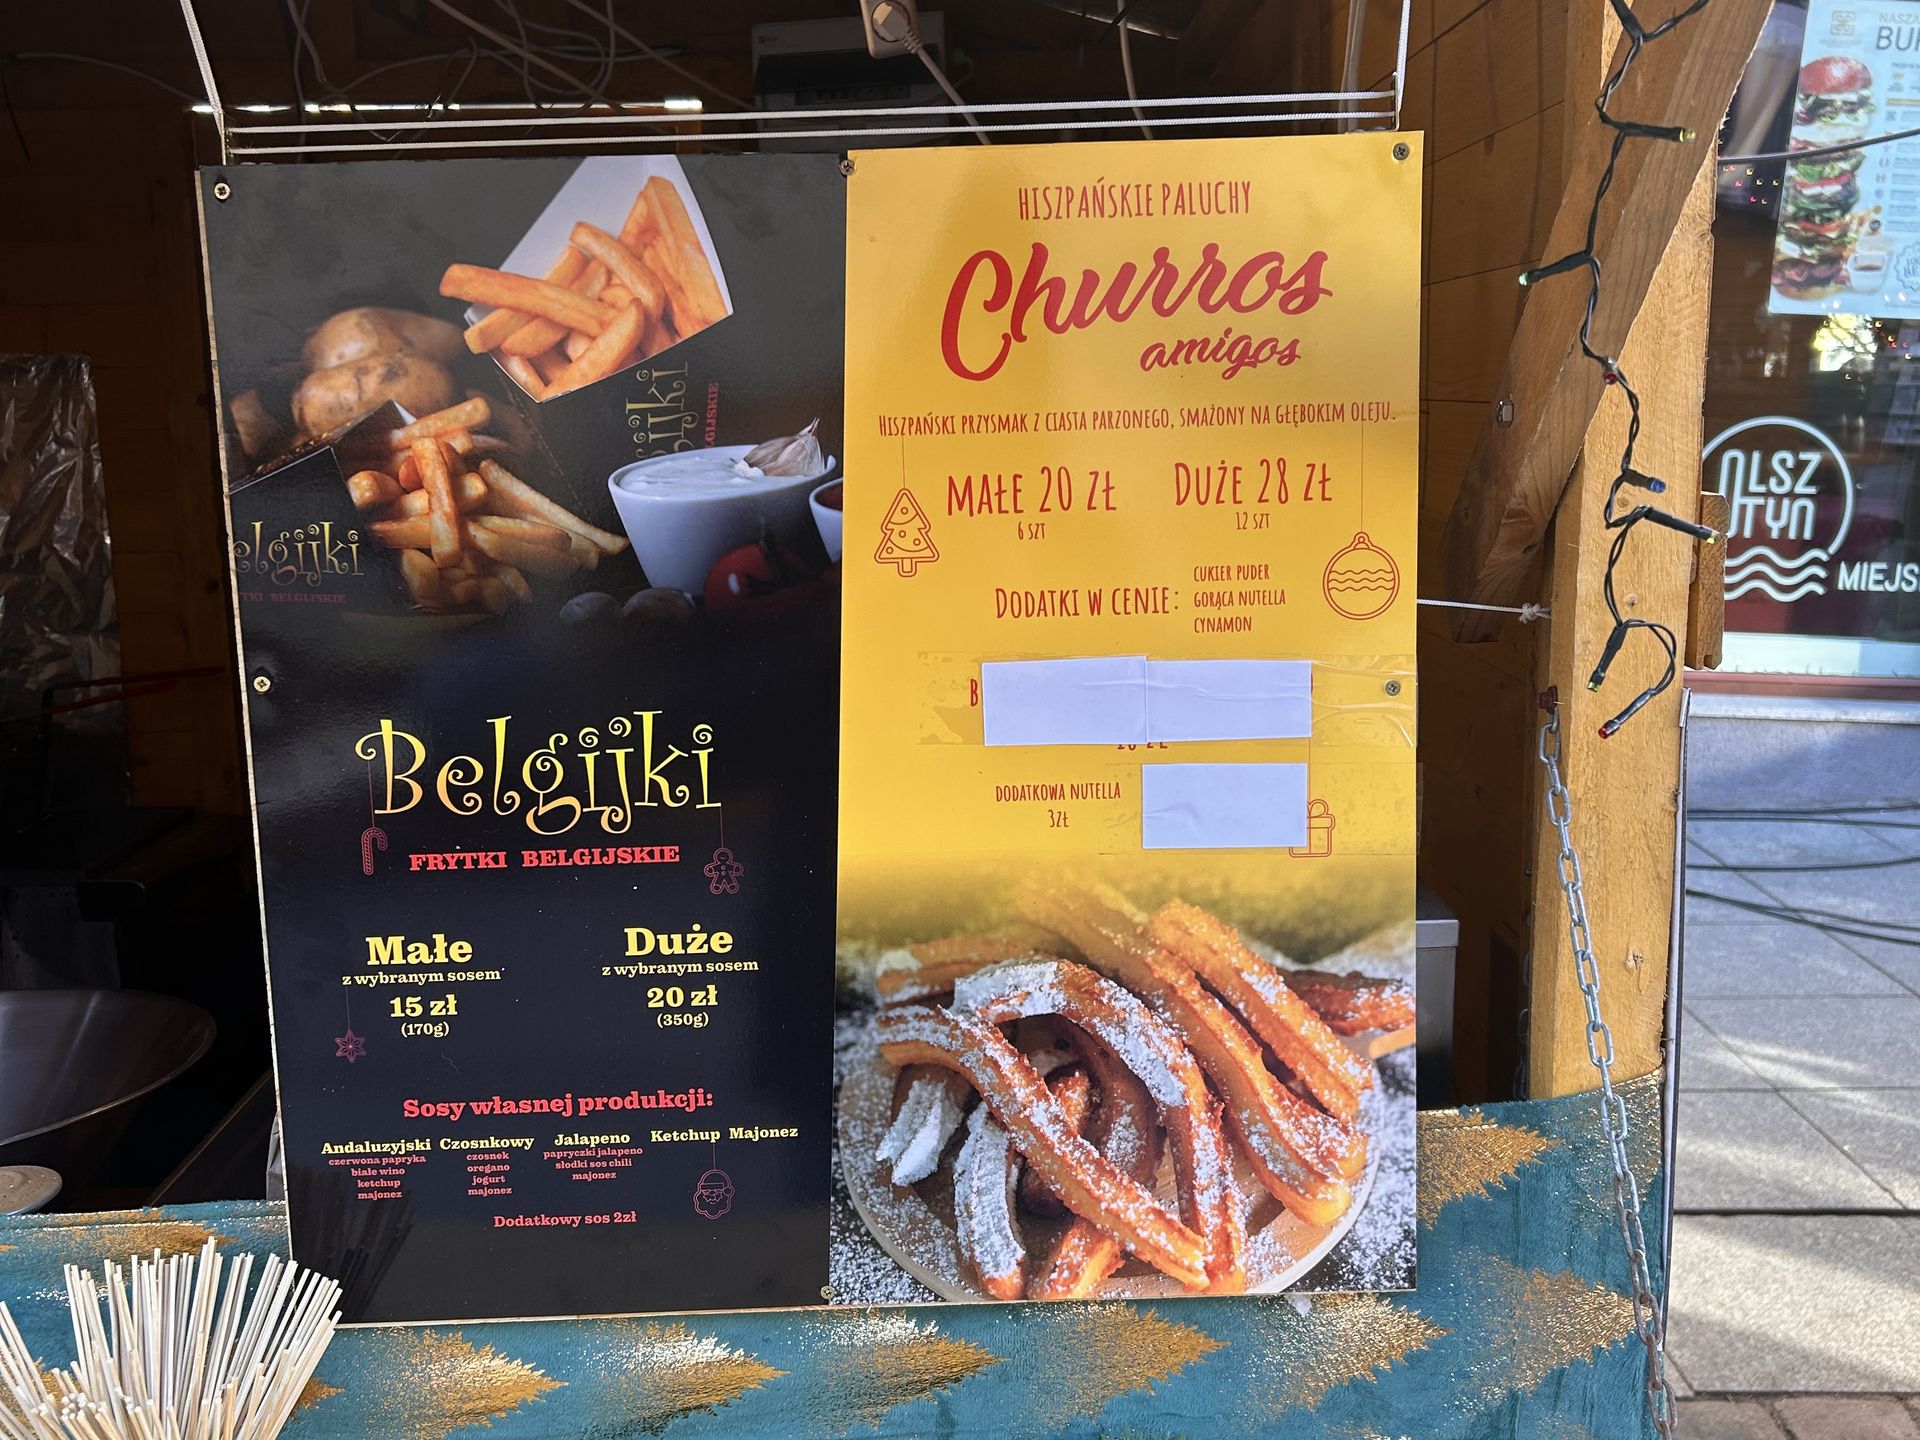 Belgijki
FRYTKI BELGIJSKIE
Małe
z wybranym sosem
15 zł
(170g)
Duże
z wybranym sosem
20 zł
(350g)
Sosy własnej produkcji:
Andaluzyjski
czerwona papryka
białe wino
ketchup
majonez
Czosnkowy
czosnek
oregano
jogurt
majonez
Jalapeno
papryczki jalapeno
słodki sos chili
majonez
Ketchup
Majonez
Dodatkowy sos 2zł
HISZPAŃSKIE PALUCHY
Churros
amigos
HISZPAŃSKI PRZYSMAK Z CIASTA PARZONEGO, SMAŻONY NA GŁĘBOKIM OLEJU.
MAŁE 20 ZŁ
6 SZT
DUŻE 28 ZŁ
12 SZT
DODATKI W CENIE:
CUKIER PUDER
GORĄCA NUTELLA
CYNAMON
B
DODATKOWA NUTELLA
3ZŁ
elgijki
BELGIJSKIE
OLSZ
TYN
MIEJS
NASZA
BU